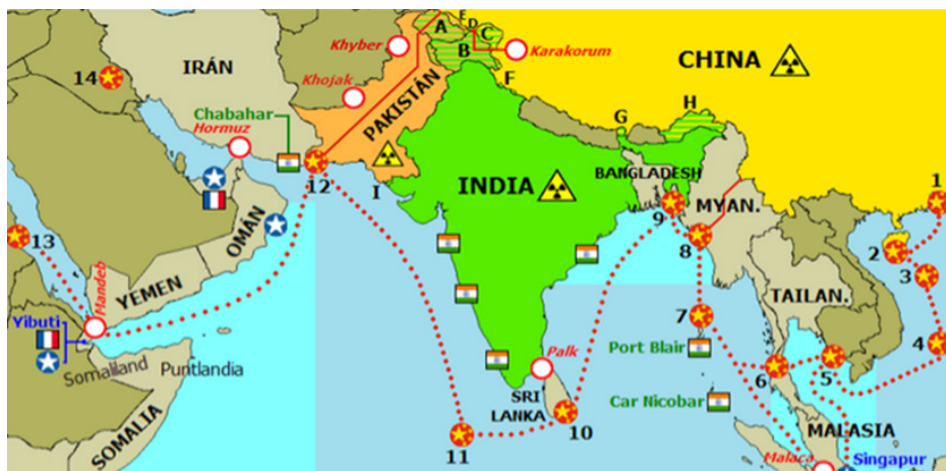 E
D
A
C
Khyber
Karakorum
B
CHINA
14
IRÁN
Khojak
F
PAKISTÁN
H
Chabahar
G
Hormuz
BANGLADESH
12
I
INDIA
MYAN.
1
OMÁN
9
8
2
13
3
YEMEN
TAILAN.
Mandeb
7
Yibuti
Port Blair
4
Palk
Somaliland
Puntlandia
6
5
SRI
LANKA
Car Nicobar
SOMALIA
10
MALASIA
11
Malaca
Singapur